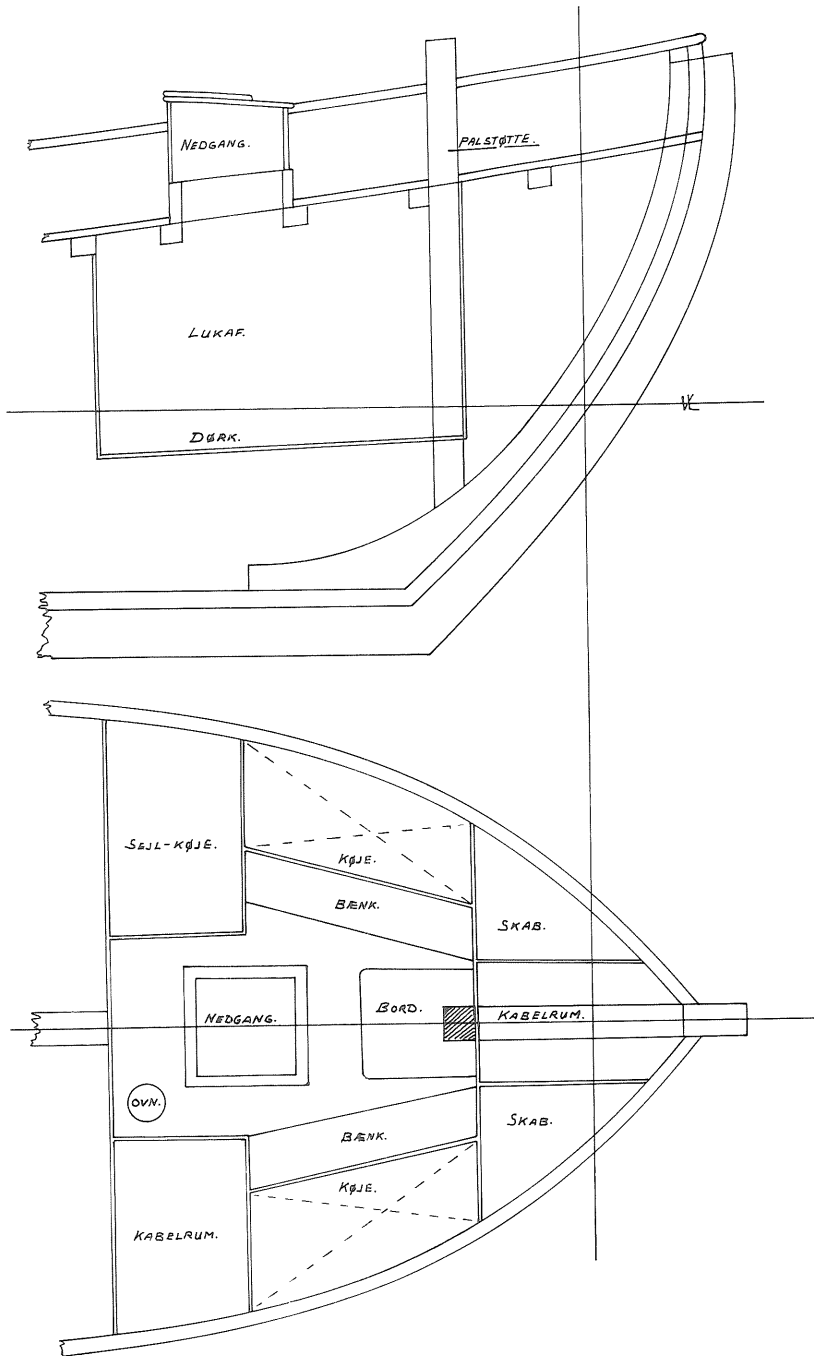 NEDGANG.
PALSTØTTE.
LUKAF.
VL
DØRK.
SEJL-KØJE.
KØJE.
BÆNK.
SKAB.
NEDGANG.
BORD.
KABELRUM.
OVN.
BÆNK.
SKAB.
KØJE.
KABELRUM.